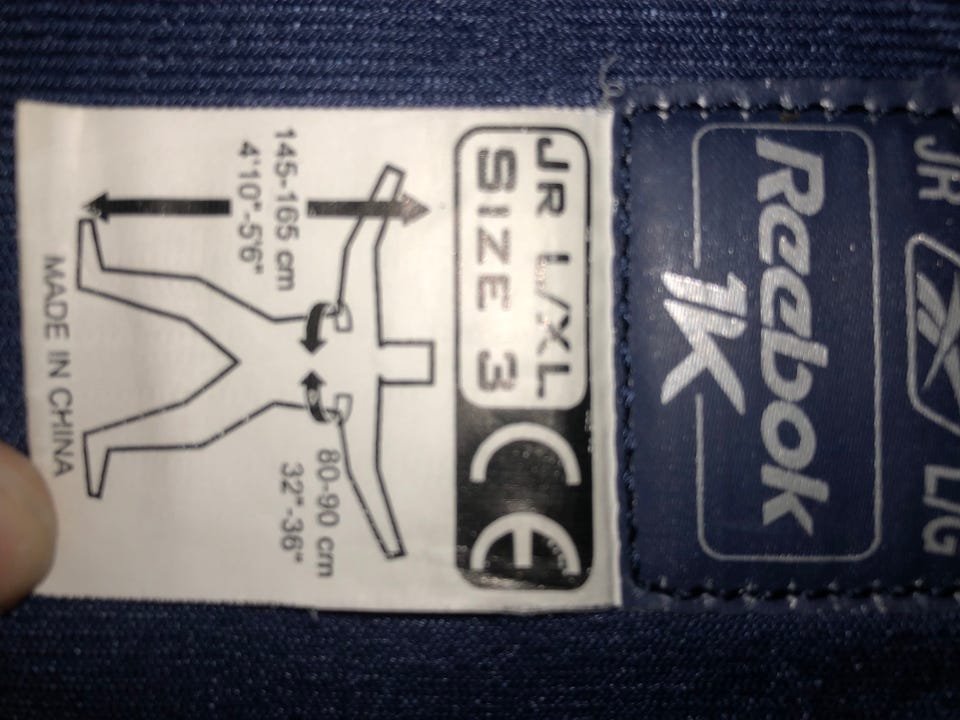 JR L/G
Reebok
1K
JR L/XL
SIZE 3
CE
80-90 cm
32"-36"
145-165 cm
4'10"-5'6"
MADE IN CHINA